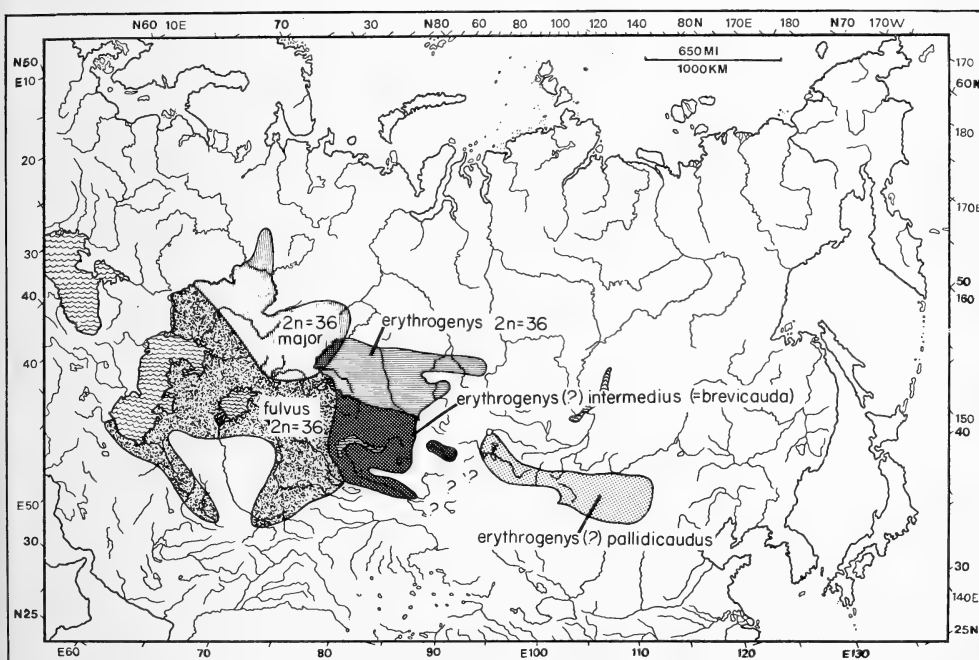 N60 10E 70 30 N80 60 80 100 120 140 80N 170E 180 N70 170W
650 MI
1000KM
N50
E10
20
30
40
40
E50
30
N25
170
60N
180
170E
50
160
150
40
30
140E
25N
2n=36
major
erythrogenys 2n=36
erythrogenys(?) intermedius (=brevicauda)
fulvus
2n=36
? ?
? ?
erythrogenys(?) pallidicaudus
E60 70 80 90 E100 110 120 E130